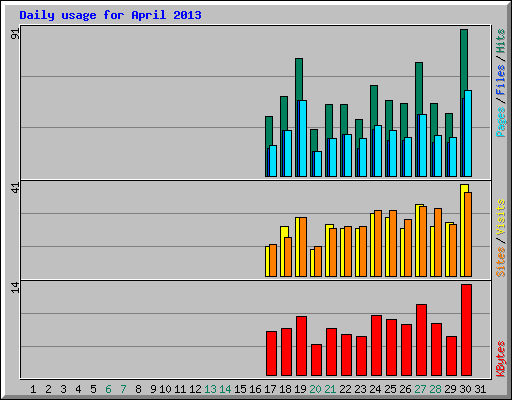 Daily usage for April 2013
91
Pages / Files / Hits
41
Sites / Visits
14
KBytes
1 2 3 4 5 6 7 8 9 10 11 12 13 14 15 16 17 18 19 20 21 22 23 24 25 26 27 28 29 30 31